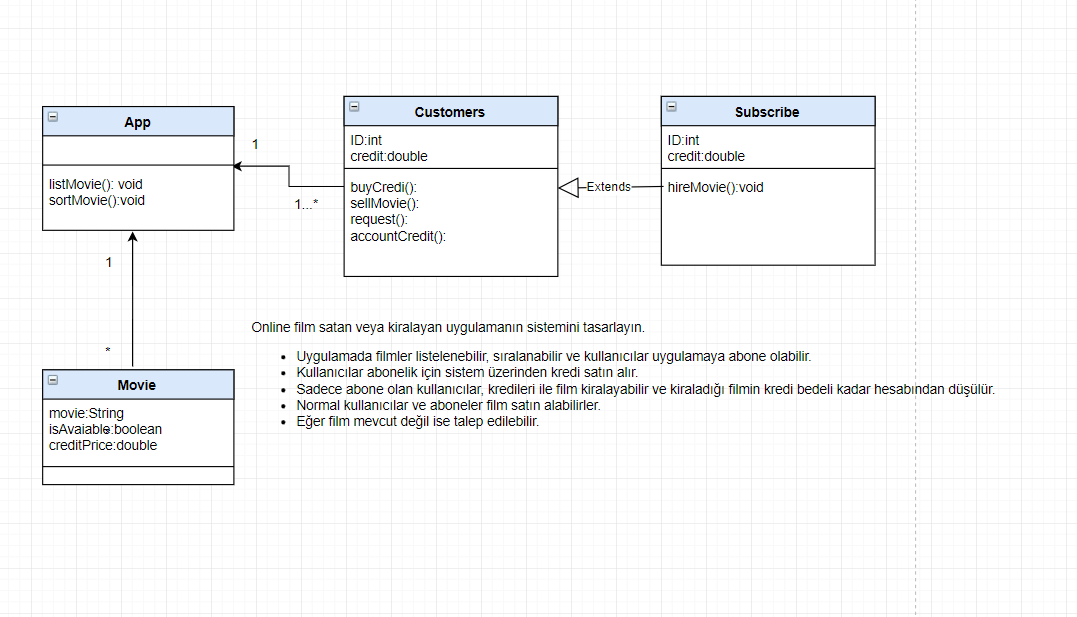 App
listMovie(): void
sortMovie():void
1
1...*
Customers
ID:int
credit:double
buyCredi():
sellMovie():
request():
accountCredit():
Extends
Subscribe
ID:int
credit:double
hireMovie():void
1
*
Movie
movie:String
isAvaiable:boolean
creditPrice:double
Online film satan veya kiralayan uygulamanın sistemini tasarlayın.
• Uygulamada filmler listelenebilir, sıralanabilir ve kullanıcılar uygulamaya abone olabilir.
• Kullanıcılar abonelik için sistem üzerinden kredi satın alır.
• Sadece abone olan kullanıcılar, kredileri ile film kiralayabilir ve kiraladığı filmin kredi bedeli kadar hesabından düşülür.
• Normal kullanıcılar ve aboneler film satın alabilirler.
• Eğer film mevcut değil ise talep edilebilir.